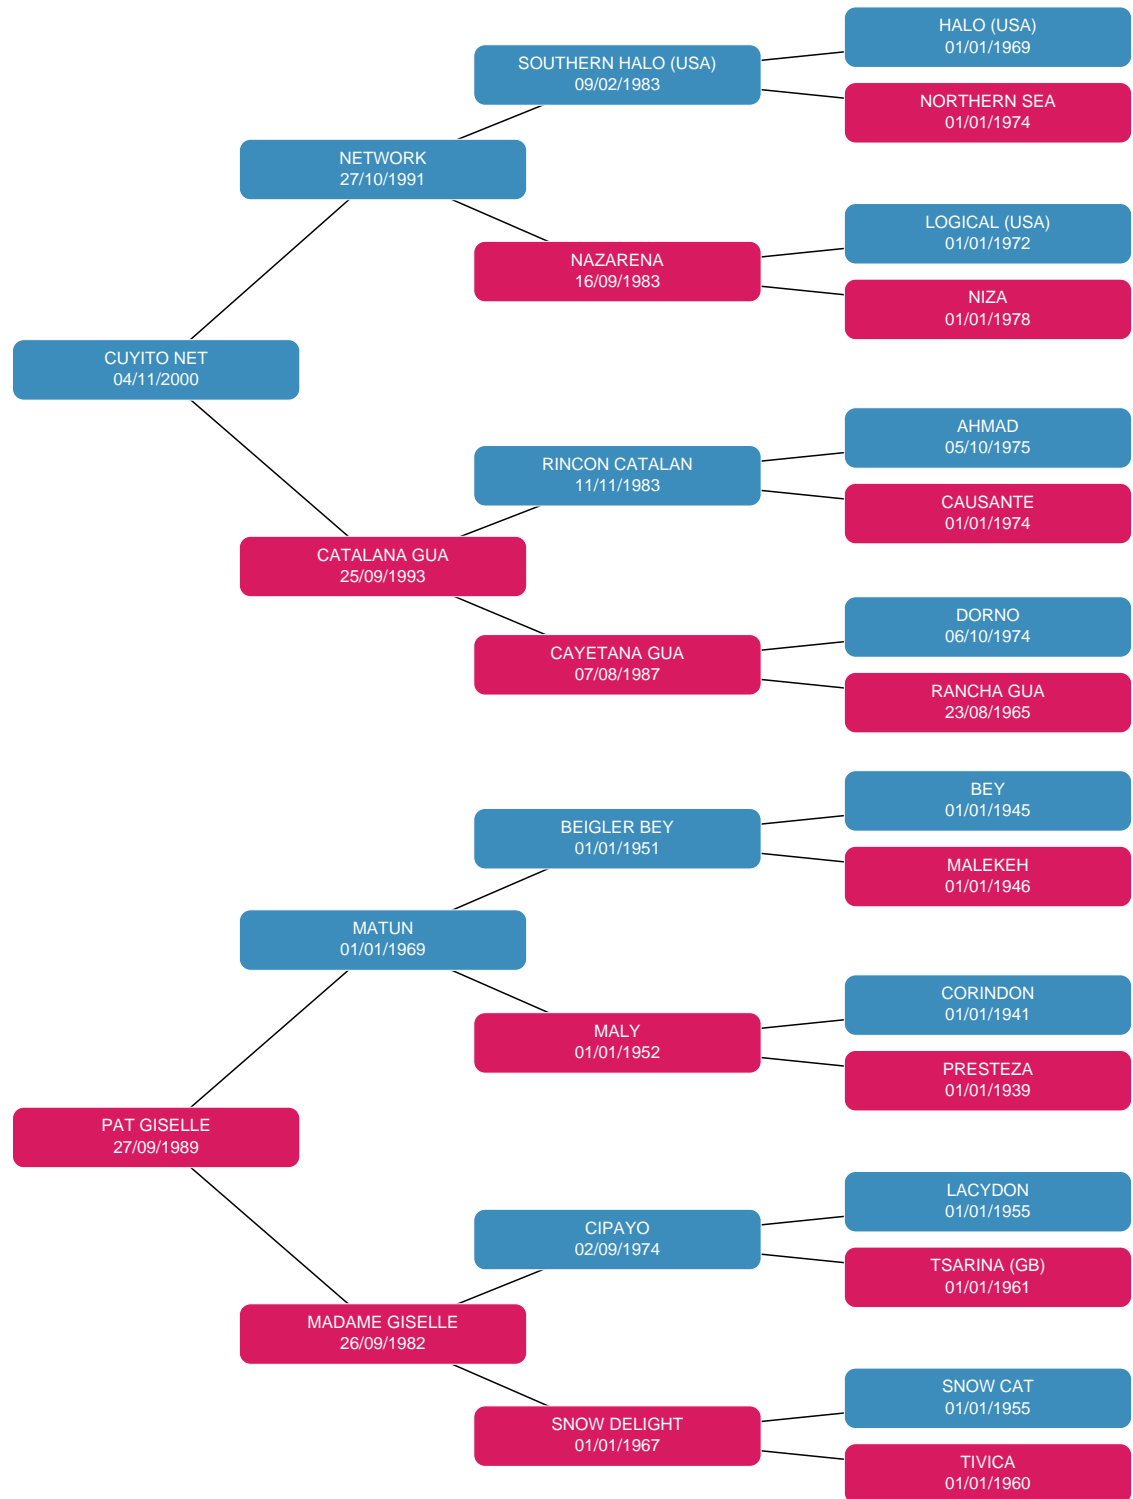 HALO (USA)
01/01/1969
SOUTHERN HALO (USA)
09/02/1983
NORTHERN SEA
01/01/1974
NETWORK
27/10/1991
LOGICAL (USA)
01/01/1972
NAZARENA
16/09/1983
NIZA
01/01/1978
CUYITO NET
04/11/2000
AHMAD
05/10/1975
RINCON CATALAN
11/11/1983
CAUSANTE
01/01/1974
CATALANA GUA
25/09/1993
DORNO
06/10/1974
CAYETANA GUA
07/08/1987
RANCHA GUA
23/08/1965
BEY
01/01/1945
BEIGLER BEY
01/01/1951
MALEKEH
01/01/1946
MATUN
01/01/1969
CORINDON
01/01/1941
MALY
01/01/1952
PRESTEZA
01/01/1939
PAT GISELLE
27/09/1989
LACYDON
01/01/1955
CIPAYO
02/09/1974
TSARINA (GB)
01/01/1961
MADAME GISELLE
26/09/1982
SNOW CAT
01/01/1955
SNOW DELIGHT
01/01/1967
TIVICA
01/01/1960